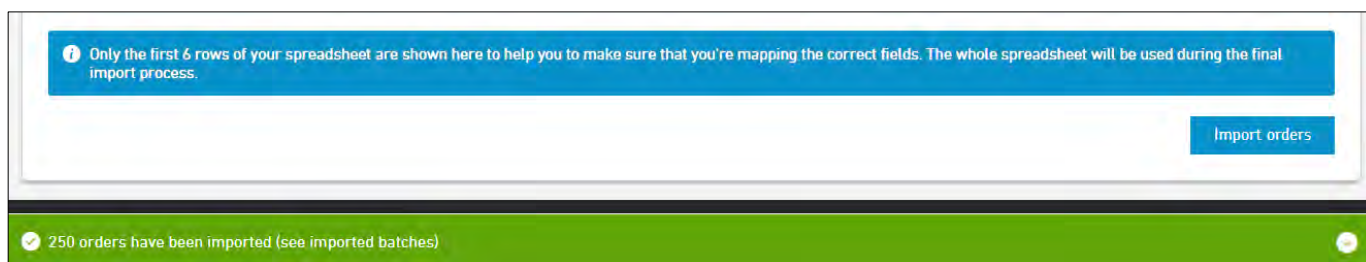 Only the first 6 rows of your spreadsheet are shown here to help you to make sure that you're mapping the correct fields. The whole spreadsheet will be used during the final
import process.
Import orders
250 orders have been imported (see imported batches)